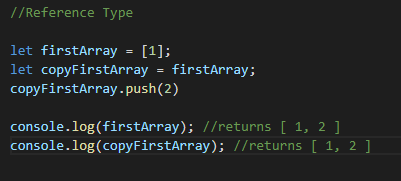 //Reference Type
let firstArray = [1];
let copyFirstArray = firstArray;
copyFirstArray.push(2)
console.log(firstArray); //returns [ 1, 2 ]
console.log(copyFirstArray); //returns [ 1, 2 ]